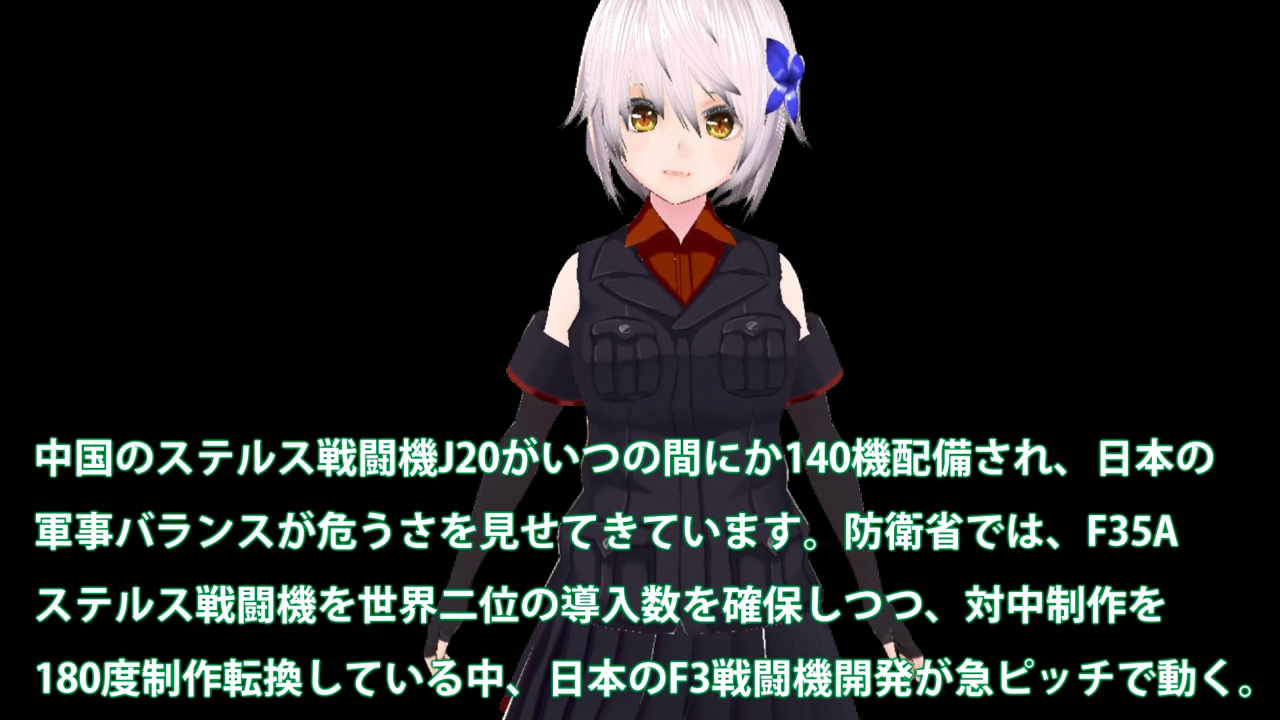 中国のステルス戦闘機J20がいつの間にか140機配備され、日本の
軍事バランスが危うさを見せてきています。防衛省では、F35A
ステルス戦闘機を世界二位の導入数を確保しつつ、対中制作を
180度制作転換している中、日本のF3戦闘機開発が急ピッチで動く。